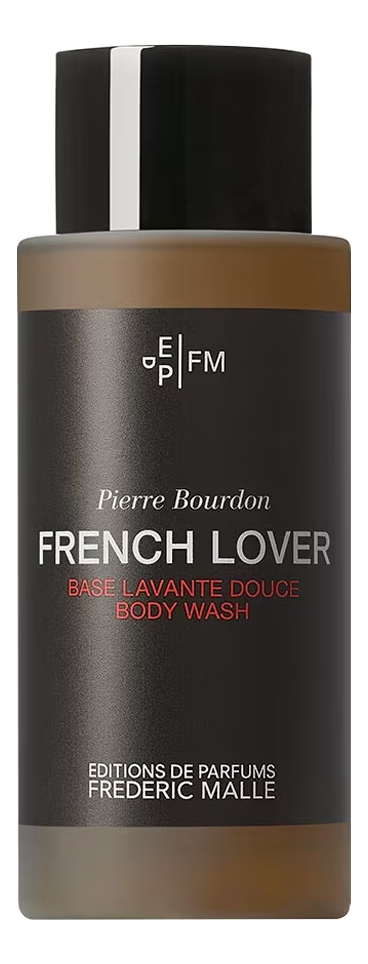 E
D P | FM
Pierre Bourdon
FRENCH LOVER
BASE LAVANTE DOUCE
BODY WASH
EDITIONS DE PARFUMS
FREDERIC MALLE